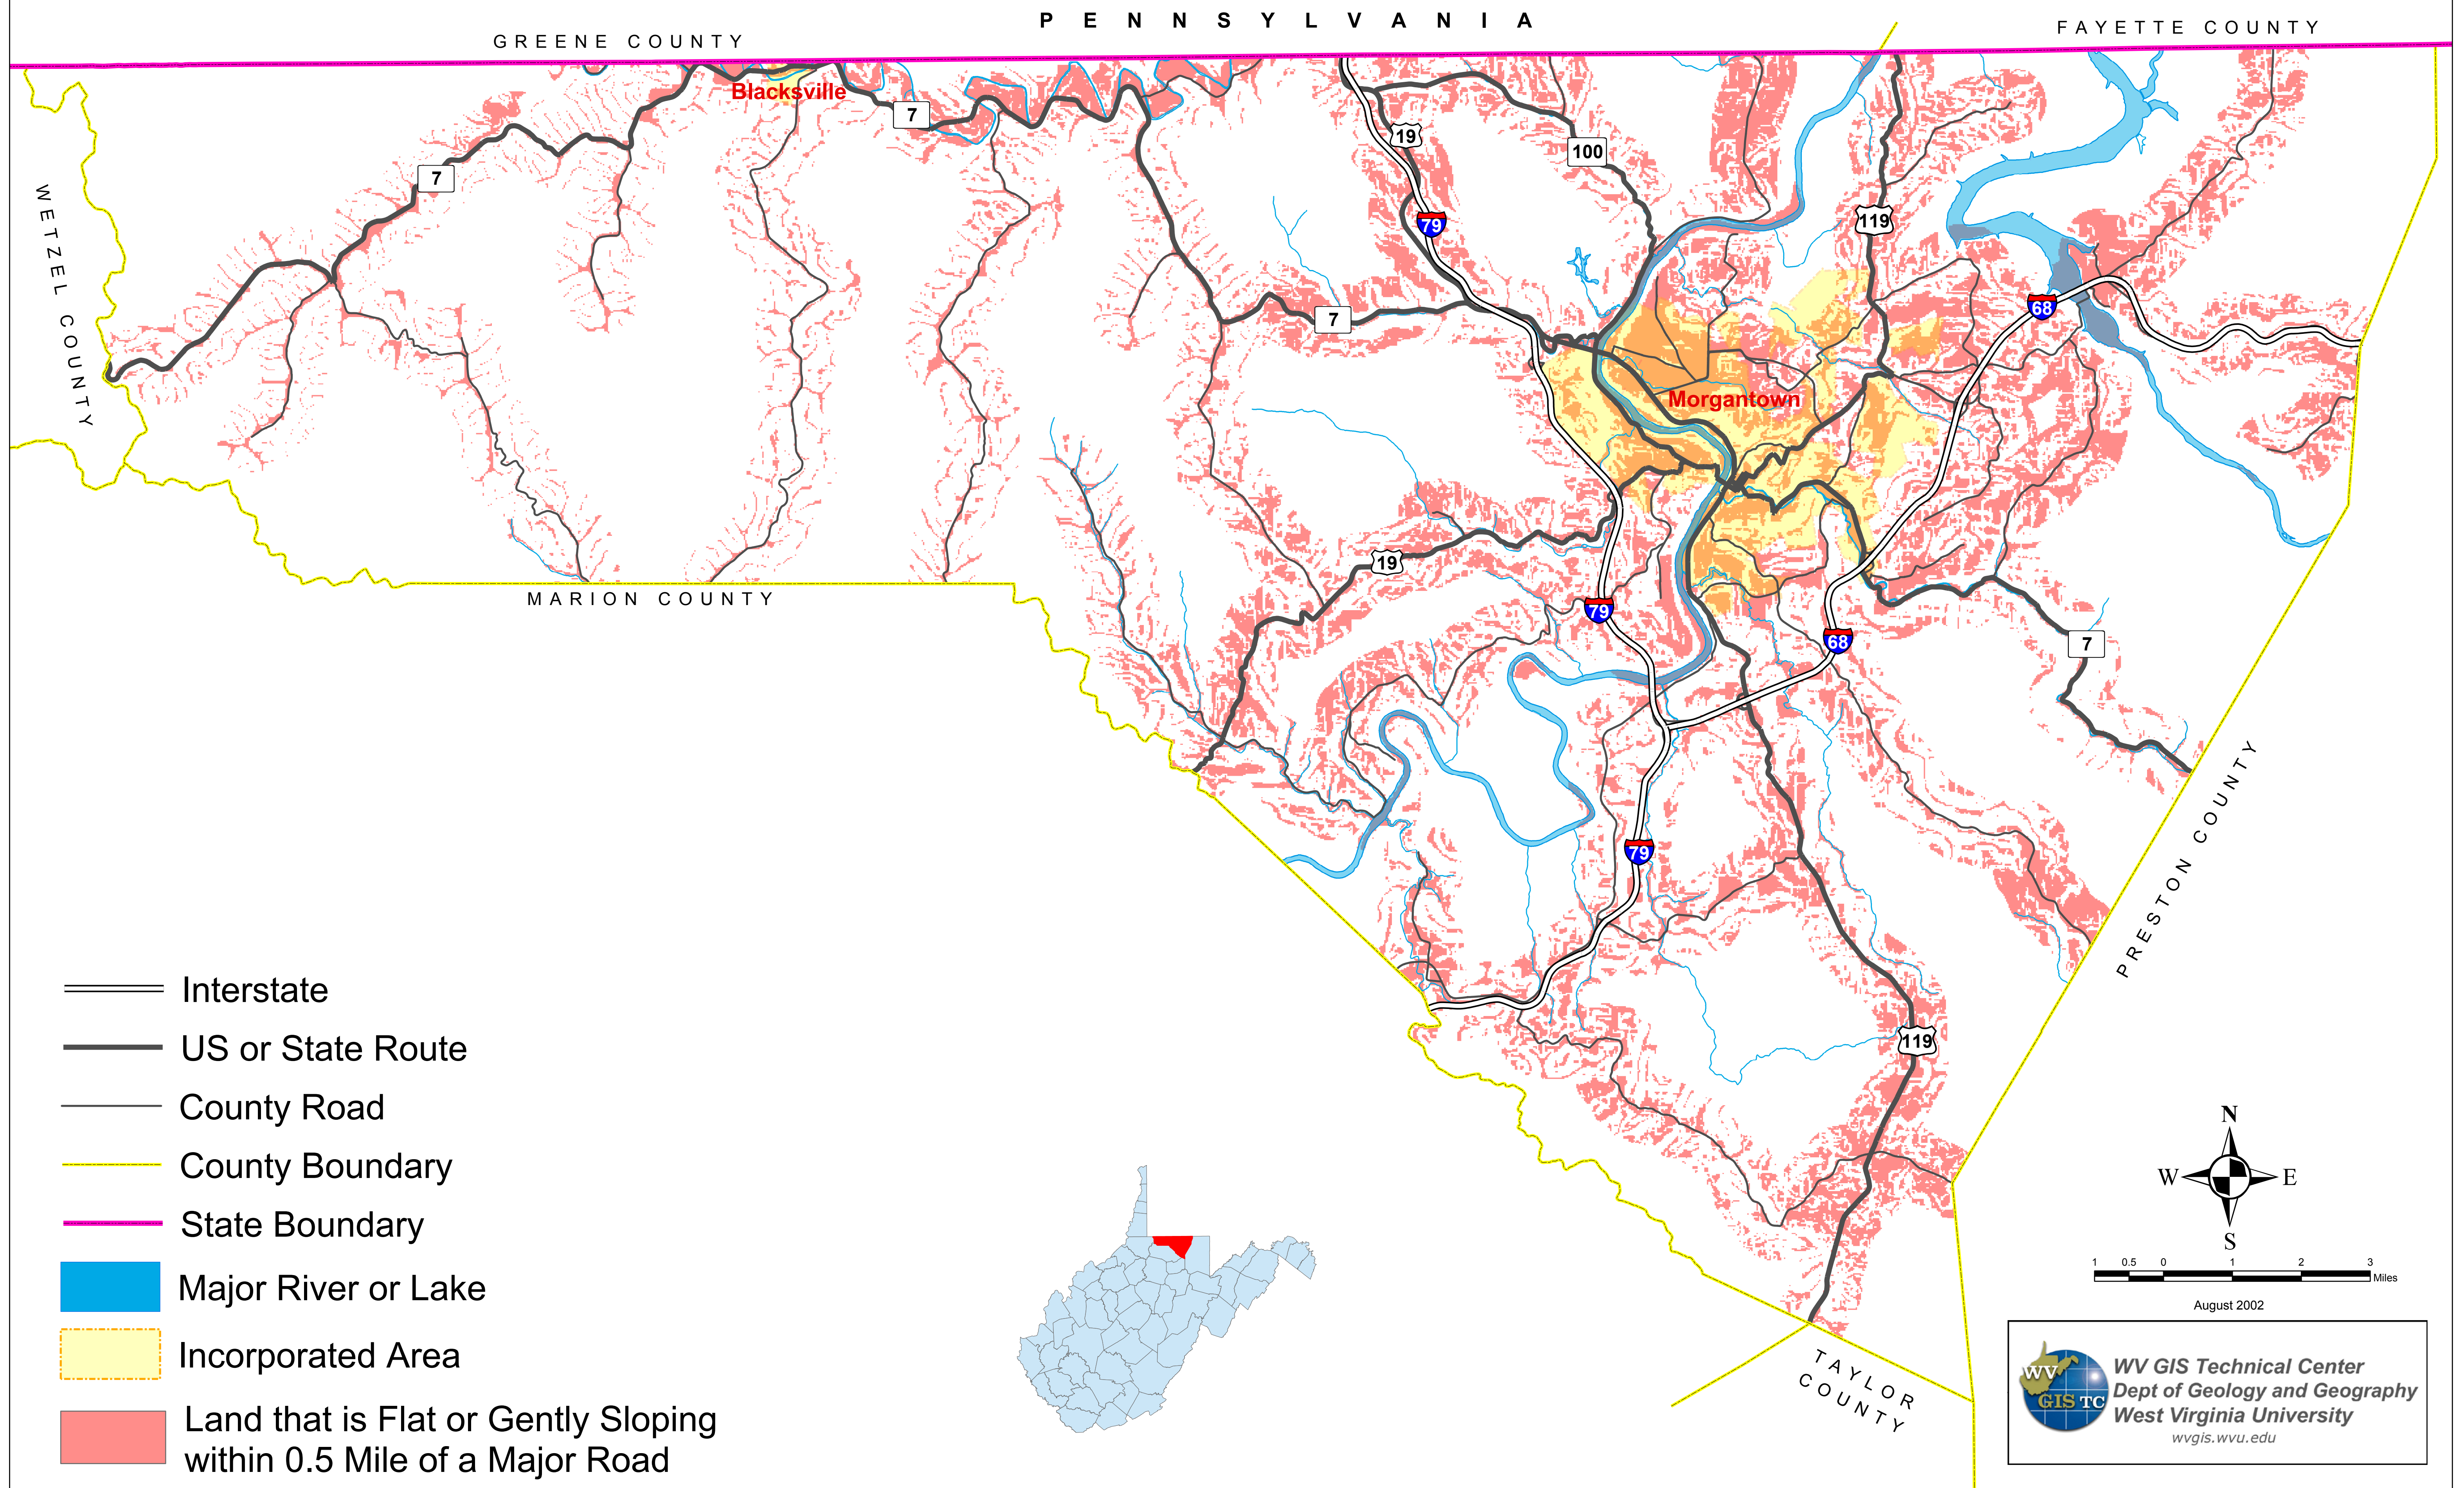 P E N N S Y L V A N I A
GREENE COUNTY
FAYETTE COUNTY
Blacksville
7
19
100
7
WETZEL COUNTY
79
119
68
7
Morgantown
19
MARION COUNTY
79
68
7
PRESTON COUNTY
79
119
TAYLOR
COUNTY
Interstate
US or State Route
County Road
County Boundary
State Boundary
Major River or Lake
Incorporated Area
Land that is Flat or Gently Sloping
within 0.5 Mile of a Major Road
N
W E
S
1 0.5 0 1 2 3
Miles
August 2002
WV
GIS TC
WV GIS Technical Center
Dept of Geology and Geography
West Virginia University
wvgis.wvu.edu